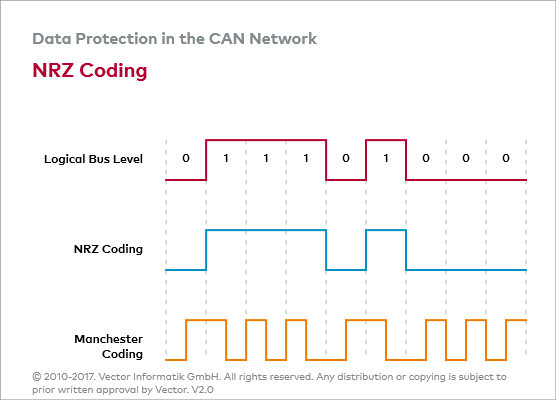 Data Protection in the CAN Network
NRZ Coding
Logical Bus Level
0 1 1 1 0 1 0 0 0
NRZ Coding
Manchester
Coding
© 2010-2017. Vector Informatik GmbH. All rights reserved. Any distribution or copying is subject to
prior written approval by Vector. V2.0